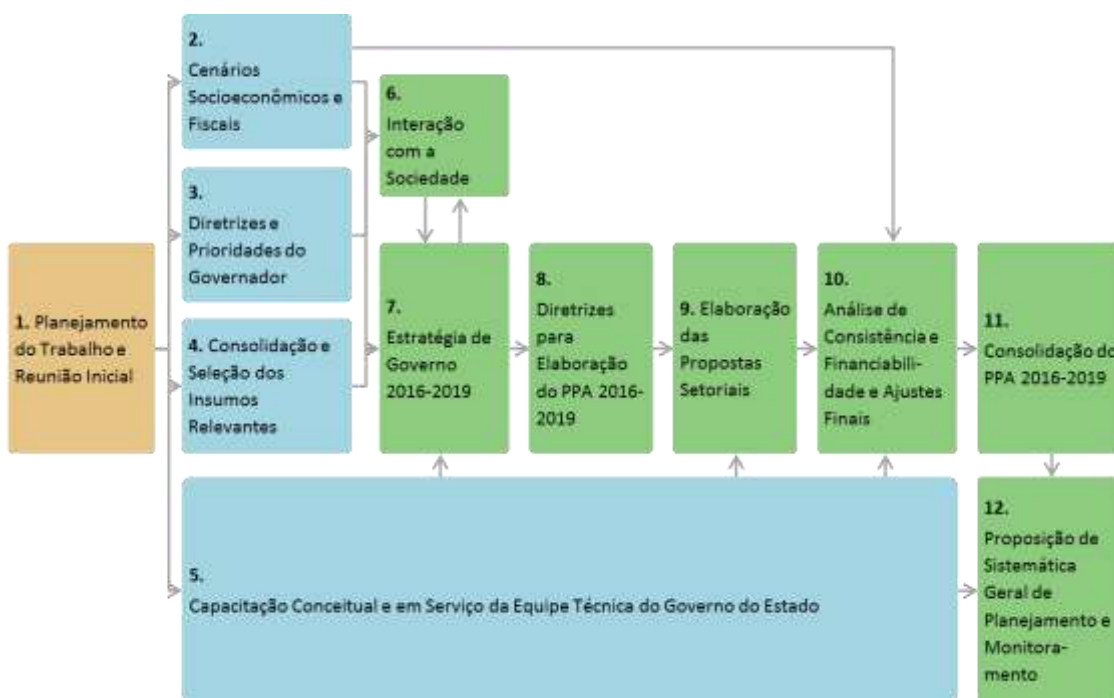 1. Planejamento
do Trabalho e
Reunião Inicial
2.
Cenários
Socioeconômicos e
Fiscais
3.
Diretrizes e
Prioridades do
Governador
4. Consolidação e
Seleção dos
Insumos
Relevantes
5.
Capacitação Conceitual e em Serviço da Equipe Técnica do Governo do Estado
6.
Interação
com a
Sociedade
7.
Estratégia de
Governo
2016-2019
8.
Diretrizes
para
Elaboração
do PPA 2016-
2019
9. Elaboração
das
Propostas
Setoriais
10.
Análise de
Consistência e
Financiabili-
dade e Ajustes
Finais
11.
Consolidação do
PPA 2016-2019
12.
Proposição de
Sistemática
Geral de
Planejamento e
Monitora-
mento